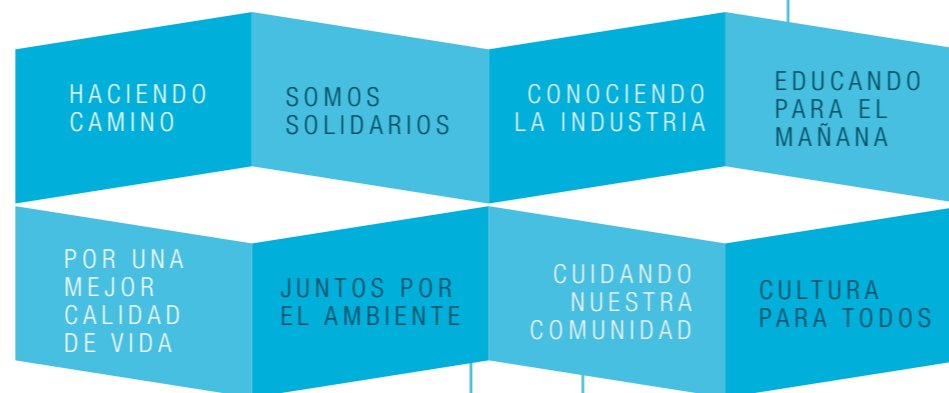 HACIENDO
CAMINO
SOMOS
SOLIDARIOS
CONOCIENDO
LA INDUSTRIA
EDUCANDO
PARA EL
MAÑANA
POR UNA
MEJOR
CALIDAD
DE VIDA
JUNTOS POR
EL AMBIENTE
CUIDANDO
NUESTRA
COMUNIDAD
CULTURA
PARA TODOS